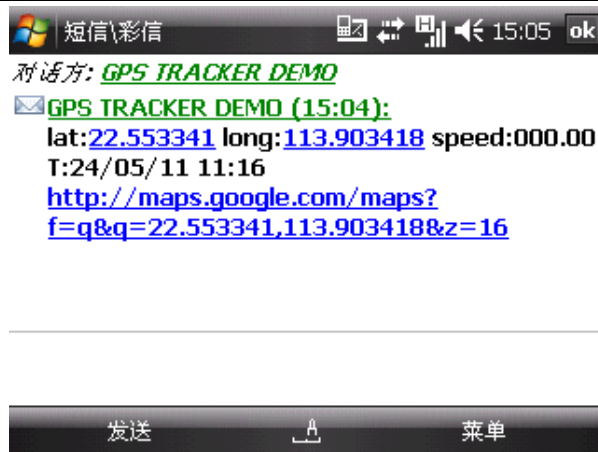 短信\彩信 H 15:05 ok
对话方: GPS TRACKER DEMO
GPS TRACKER DEMO (15:04):
lat:22.553341 long:113.903418 speed:000.00
T:24/05/11 11:16
http://maps.google.com/maps?
f=q&q=22.553341,113.903418&z=16
发送 菜单